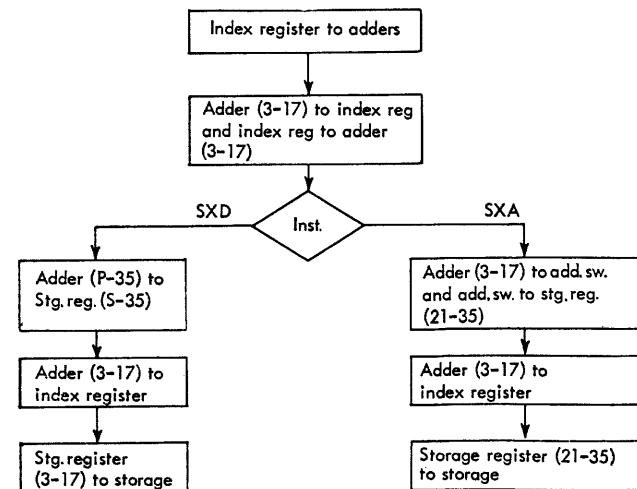 Index register to adders
Adder (3-17) to index reg
and index reg to adder
(3-17)
SXD
Inst.
SXA
Adder (P-35) to
Stg.reg.(S-35)
Adder (3-17) to add.sw.
and add.sw. to stg.reg.
(21-35)
Adder (3-17) to
index register
Adder (3-17) to
index register
Stg.register
(3-17) to storage
Storage register (21-35)
to storage